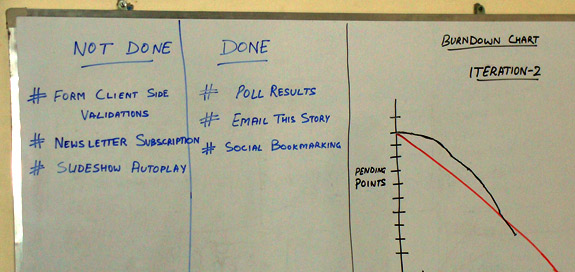 NOT DONE
# FORM CLIENT SIDE
VALIDATIONS
# NEWSLETTER SUBSCRIPTION
# SLIDESHOW AUTOPLAY
DONE
# POLL RESULTS
# EMAIL THIS STORY
# SOCIAL BOOKMARKING
BURNDOWN CHART
ITERATION-2
PENDING
POINTS